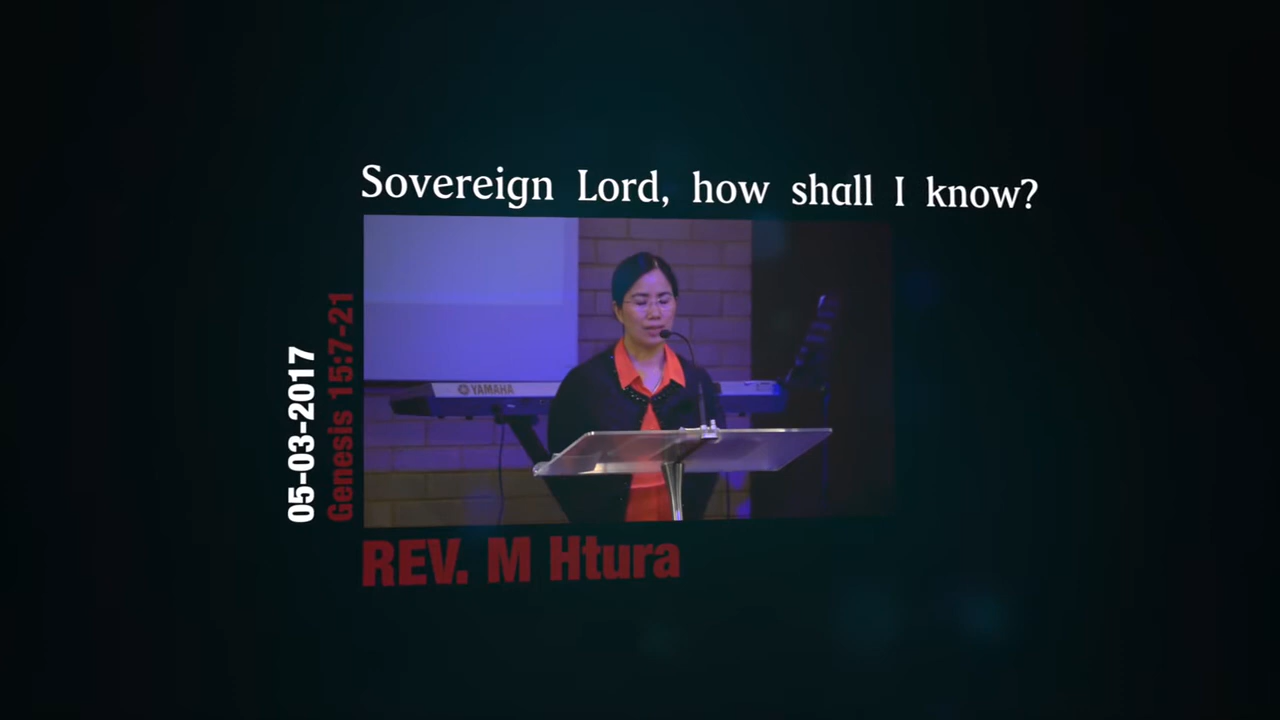 Sovereign Lord, how shall I know?
05-03-2017
Genesis 15:7-21
YAMAHA
REV. M Htura